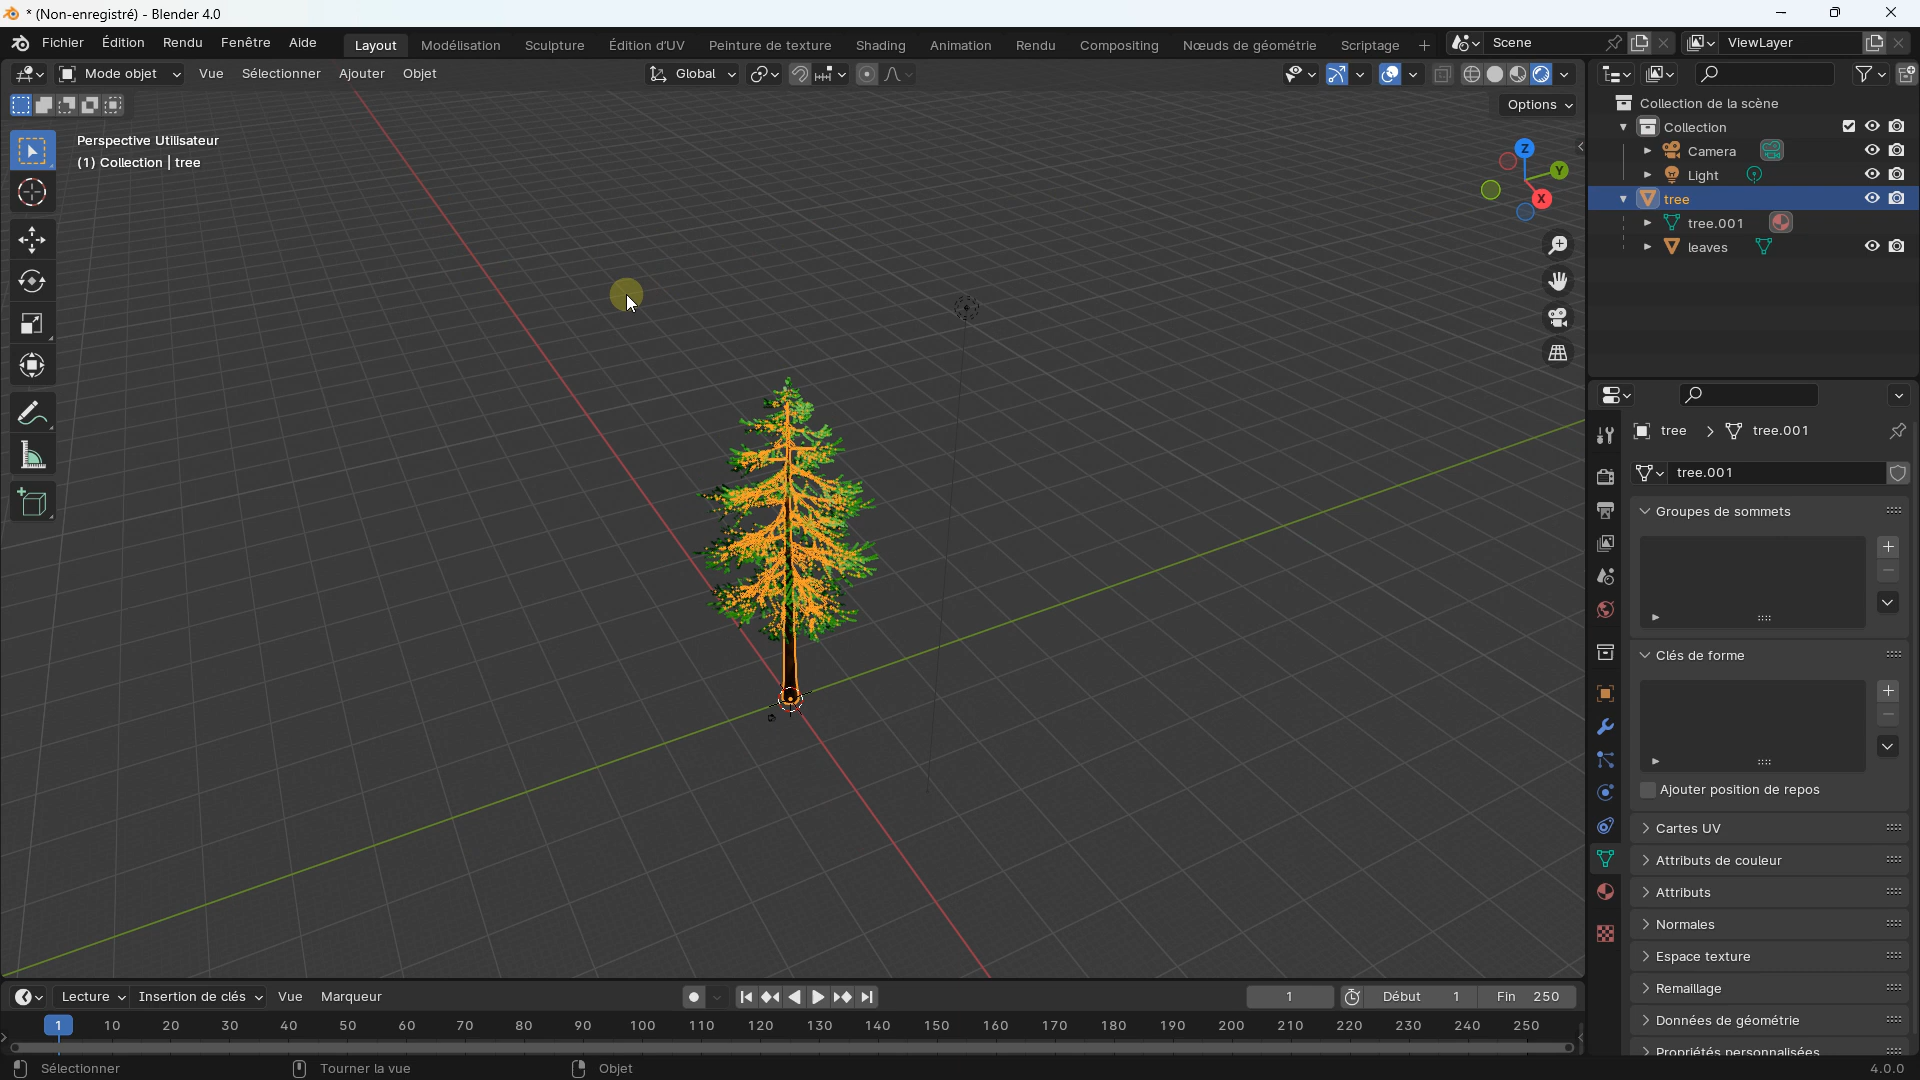 * (Non-enregistré) - Blender 4.0
Fichier Édition Rendu Fenêtre Aide Layout Modélisation Sculpture Édition d'UV Peinture de texture Shading Animation Rendu Compositing Nœuds de géométrie Scriptage + Scene ViewLayer
Mode objet Vue Sélectionner Ajouter Objet Global
Options
Perspective Utilisateur
(1) Collection | tree
Z
Y
X
Collection de la scène
Collection
Camera
Light
tree
tree.001
leaves
tree > tree.001
tree.001
Groupes de sommets
Clés de forme
Ajouter position de repos
Cartes UV
Attributs de couleur
Attributs
Normales
Espace texture
Remaillage
Données de géométrie
Propriétés personnalisées
Lecture Insertion de clés Vue Marqueur 1 Début 1 Fin 250
1 10 20 30 40 50 60 70 80 90 100 110 120 130 140 150 160 170 180 190 200 210 220 230 240 250
Sélectionner Tourner la vue Objet 4.0.0